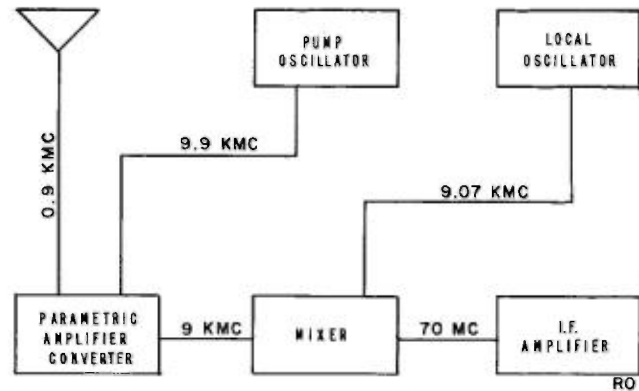 PUMP
OSCILLATOR
LOCAL
OSCILLATOR
0.9 KMC
9.9 KMC
9.07 KMC
PARAMETRIC
AMPLIFIER
CONVERTER
9 KMC
MIXER
70 MC
I.F.
AMPLIFIER
RO